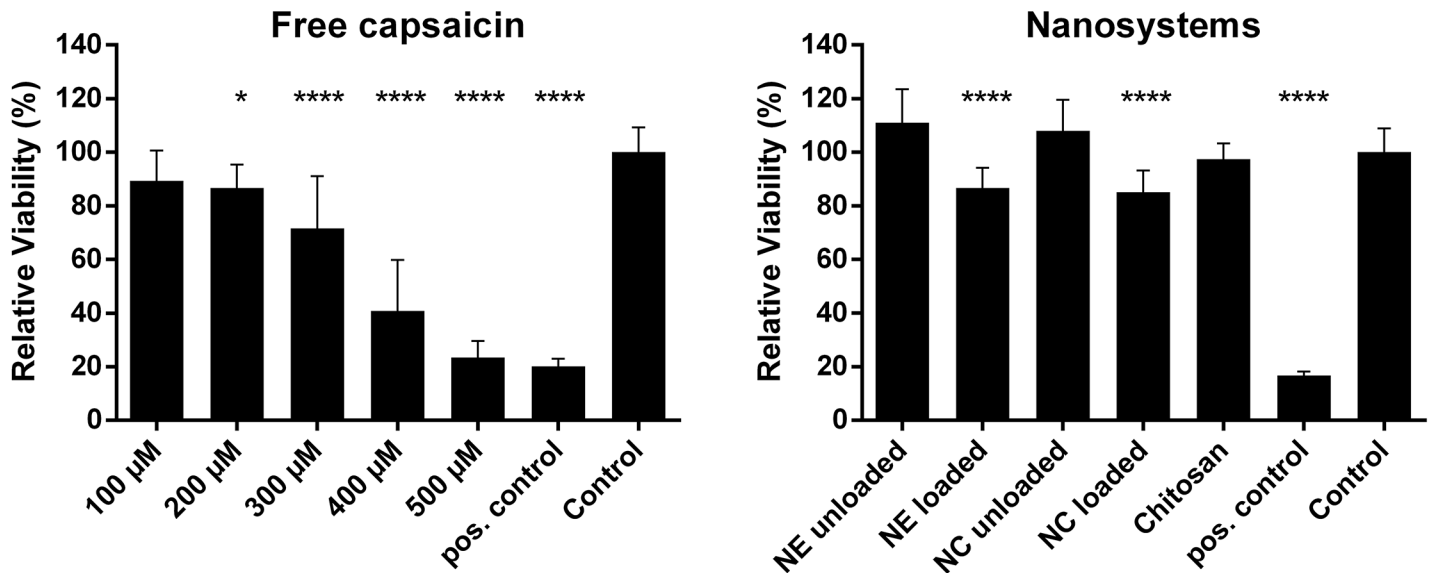 Free capsaicin
Relative Viability (%)
140
120
100
80
60
40
20
0
* **** **** **** ****
100 µM
200 µM
300 µM
400 µM
500 µM
pos. control
Control
Nanosystems
Relative Viability (%)
140
120
100
80
60
40
20
0
**** **** ****
NE unloaded
NE loaded
NC unloaded
NC loaded
Chitosan
pos. control
Control